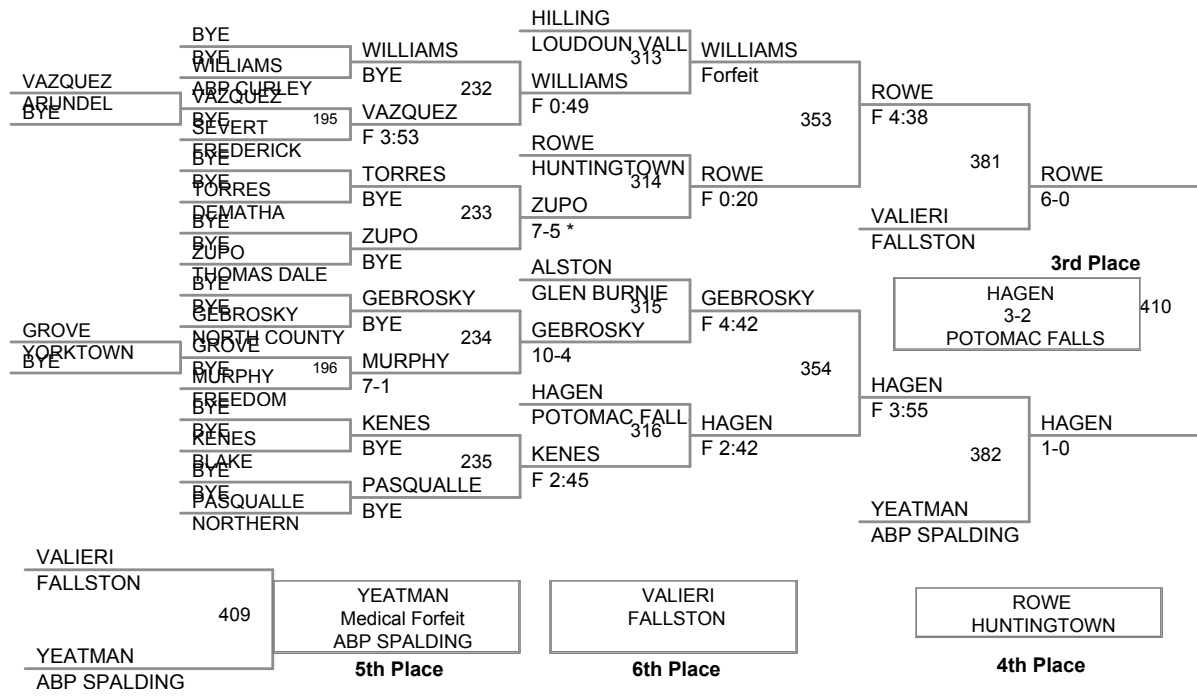 VAZQUEZ
ARUNDEL
BYE
GROVE
YORKTOWN
BYE
BYE
BYE
WILLIAMS
ABP CURLEY
VAZQUEZ
BYE
195
SEVERT
FREDERICK
BYE
BYE
TORRES
DEMATHA
BYE
BYE
ZUPO
THOMAS DALE
BYE
BYE
GEBROSKY
NORTH COUNTY
GROVE
BYE
196
MURPHY
FREEDOM
BYE
BYE
KENES
BLAKE
BYE
BYE
PASQUALLE
NORTHERN
WILLIAMS
BYE
232
VAZQUEZ
F 3:53
TORRES
BYE
233
ZUPO
BYE
GEBROSKY
BYE
234
MURPHY
7-1
KENES
BYE
235
PASQUALLE
BYE
HILLING
LOUDOUN VALL
313
WILLIAMS
F 0:49
ROWE
HUNTINGTOWN
314
ZUPO
7-5 *
ALSTON
GLEN BURNIE
315
GEBROSKY
10-4
HAGEN
POTOMAC FALL
316
KENES
F 2:45
WILLIAMS
Forfeit
353
ROWE
F 0:20
GEBROSKY
F 4:42
354
HAGEN
F 2:42
ROWE
F 4:38
381
VALIERI
FALLSTON
HAGEN
F 3:55
382
YEATMAN
ABP SPALDING
ROWE
6-0
3rd Place
HAGEN
3-2
POTOMAC FALLS
410
HAGEN
1-0
VALIERI
FALLSTON
409
YEATMAN
ABP SPALDING
YEATMAN
Medical Forfeit
ABP SPALDING
5th Place
VALIERI
FALLSTON
6th Place
ROWE
HUNTINGTOWN
4th Place